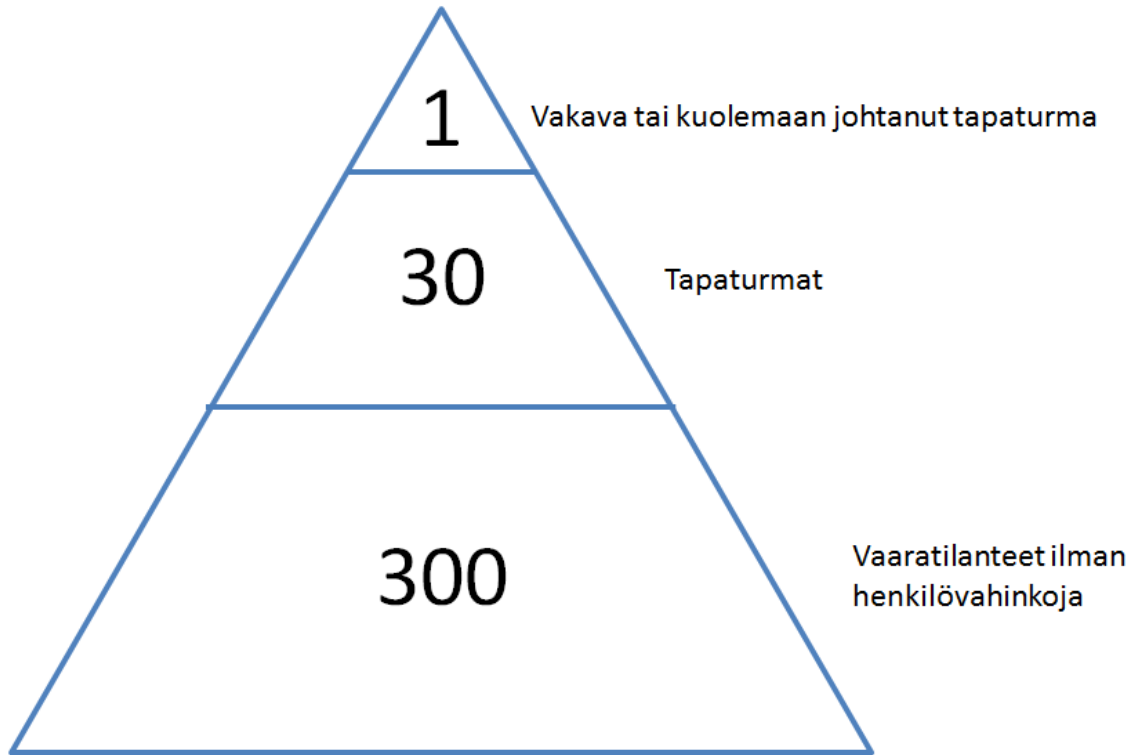 1
Vakava tai kuolemaan johtanut tapaturma
30
Tapaturmat
300
Vaaratilanteet ilman
henkilövahinkoja